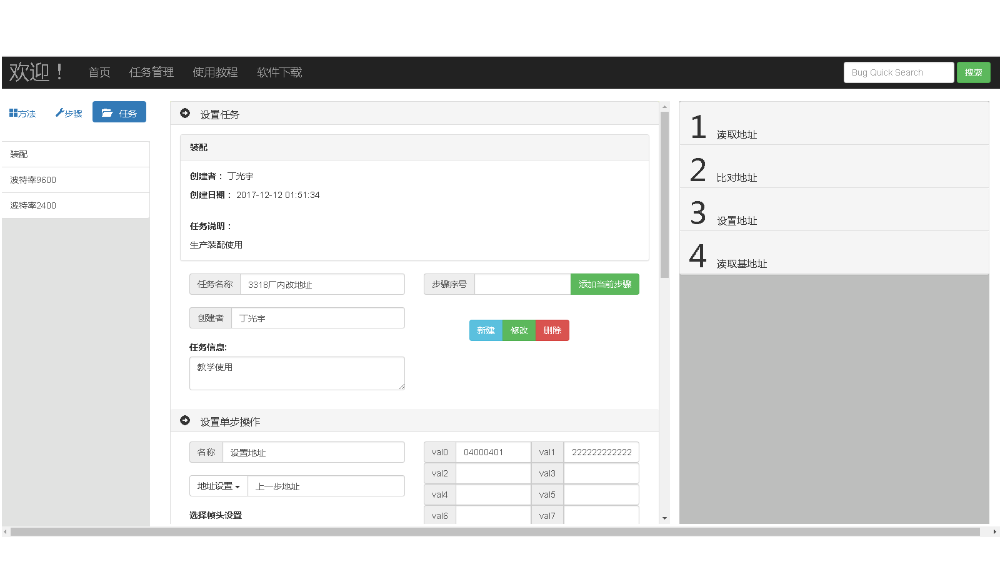 欢迎！ 首页 任务管理 使用教程 软件下载 Bug Quick Search 搜索
方法 步骤 任务
装配
波特率9600
波特率2400
设置任务
装配
创建者： 丁光宇
创建日期： 2017-12-12 01:51:34
任务说明：
生产装配使用
任务名称 3318厂内改地址
步骤序号 添加当前步骤
创建者 丁光宇
新建 修改 删除
任务信息:
教学使用
设置单步操作
名称 设置地址
地址设置 上一步地址
选择帧头设置
val0 04000401 val1 222222222222
val2 val3
val4 val5
val6 val7
1 读取地址
2 比对地址
3 设置地址
4 读取基地址